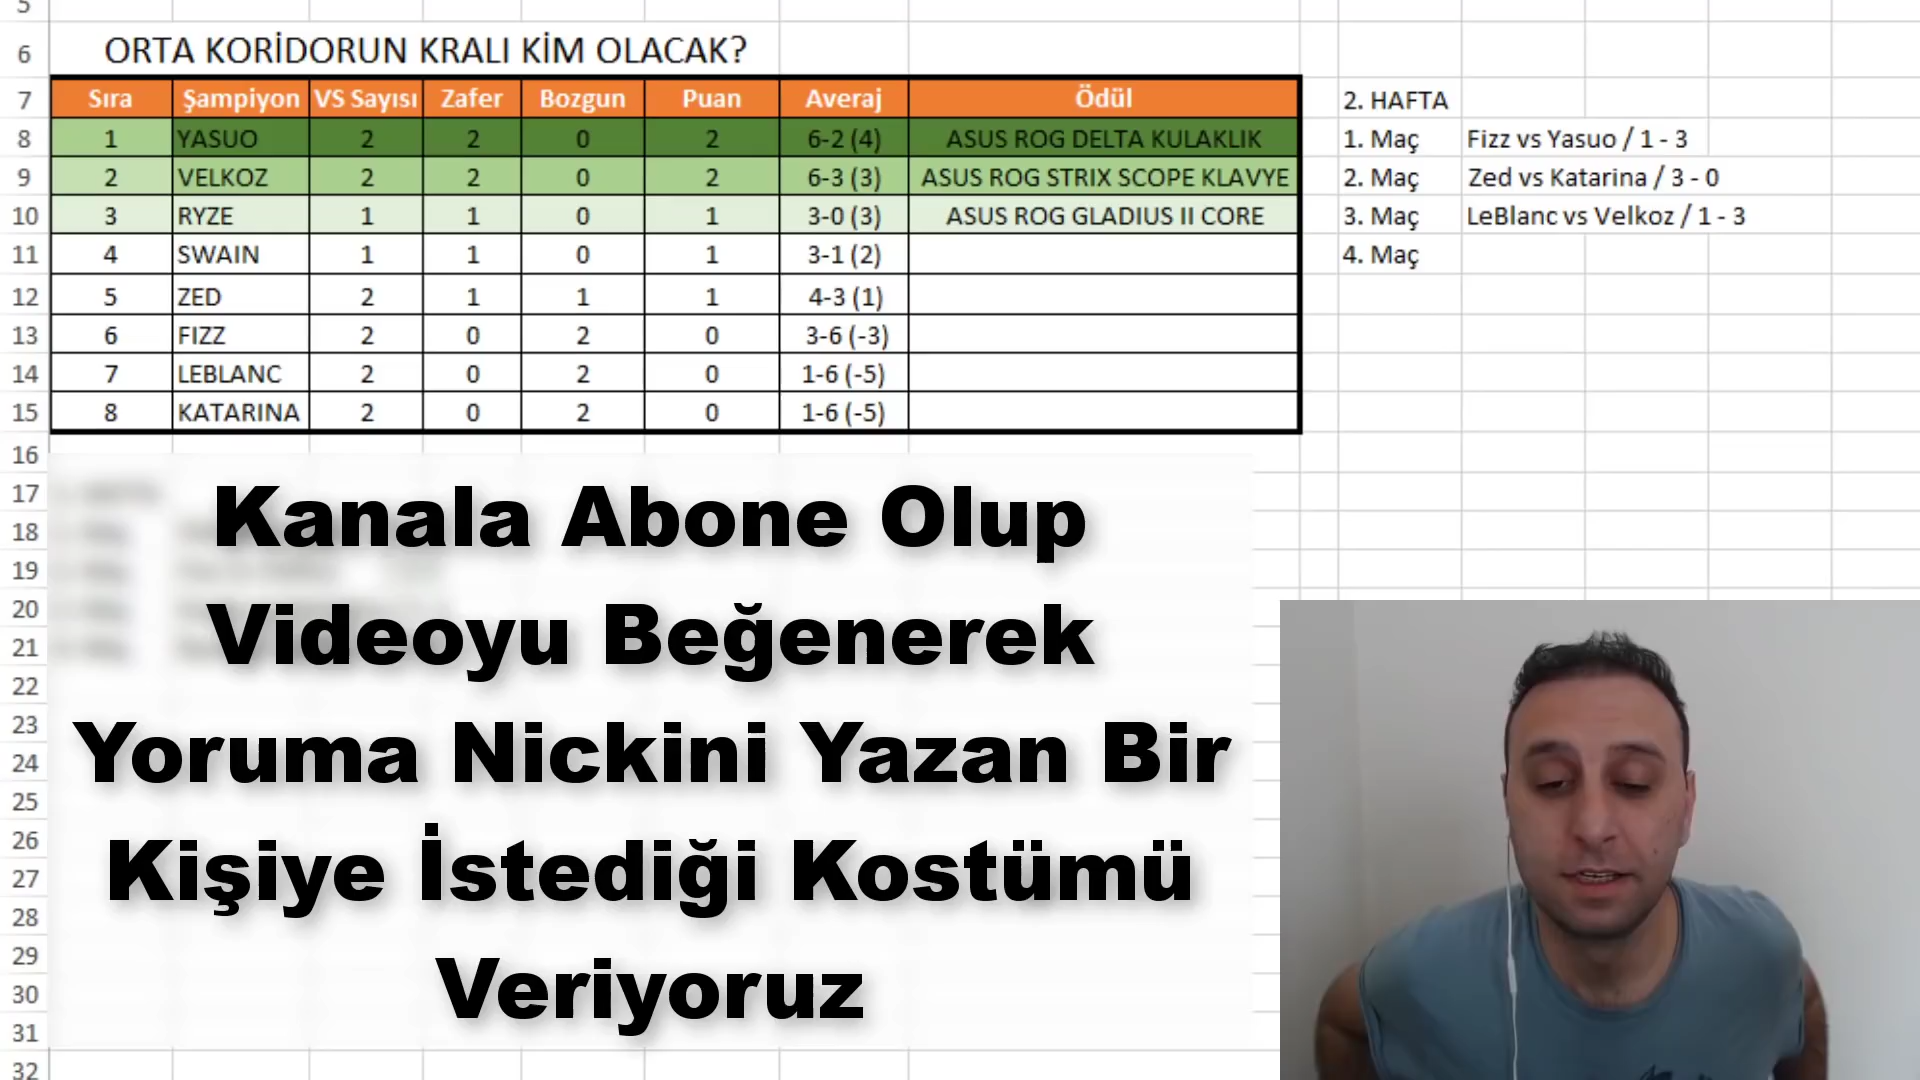 5
6 ORTA KORİDORUN KRALI KİM OLACAK?
7 Sıra Şampiyon VS Sayısı Zafer Bozgun Puan Averaj Ödül 2. HAFTA
8 1 YASUO 2 2 0 2 6-2 (4) ASUS ROG DELTA KULAKLIK 1. Maç Fizz vs Yasuo / 1 - 3
9 2 VELKOZ 2 2 0 2 6-3 (3) ASUS ROG STRIX SCOPE KLAVYE 2. Maç Zed vs Katarina / 3 - 0
10 3 RYZE 1 1 0 1 3-0 (3) ASUS ROG GLADIUS II CORE 3. Maç LeBlanc vs Velkoz / 1 - 3
11 4 SWAIN 1 1 0 1 3-1 (2) 4. Maç
12 5 ZED 2 1 1 1 4-3 (1)
13 6 FIZZ 2 0 2 0 3-6 (-3)
14 7 LEBLANC 2 0 2 0 1-6 (-5)
15 8 KATARINA 2 0 2 0 1-6 (-5)
16
17
18
19
20
21
22
23
24
25
26
27
28
29
30
31
32
Kanala Abone Olup
Videoyu Beğenerek
Yoruma Nickini Yazan Bir
Kişiye İstediği Kostümü
Veriyoruz